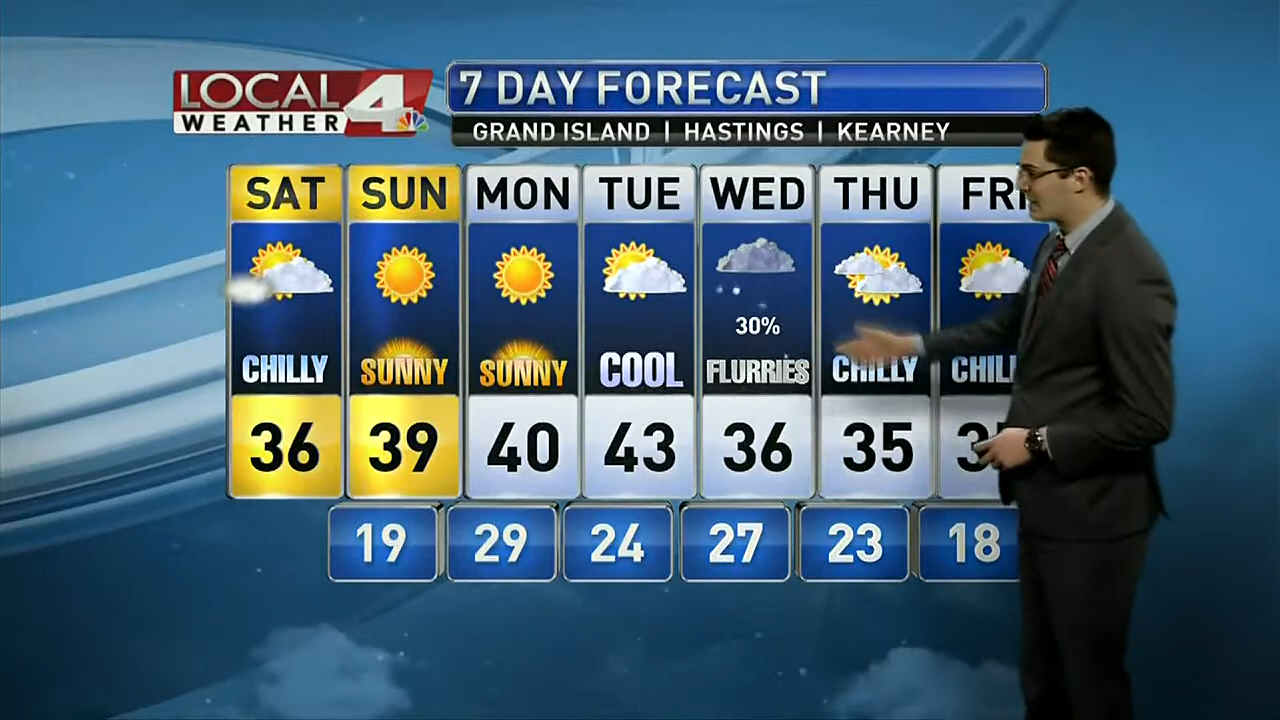 LOCAL 4
WEATHER
7 DAY FORECAST
GRAND ISLAND | HASTINGS | KEARNEY
SAT SUN MON TUE WED THU
30%
CHILLY SUNNY SUNNY COOL FLURRIES CHILLY
36 39 40 43 36 35
19 29 24 27 23 18